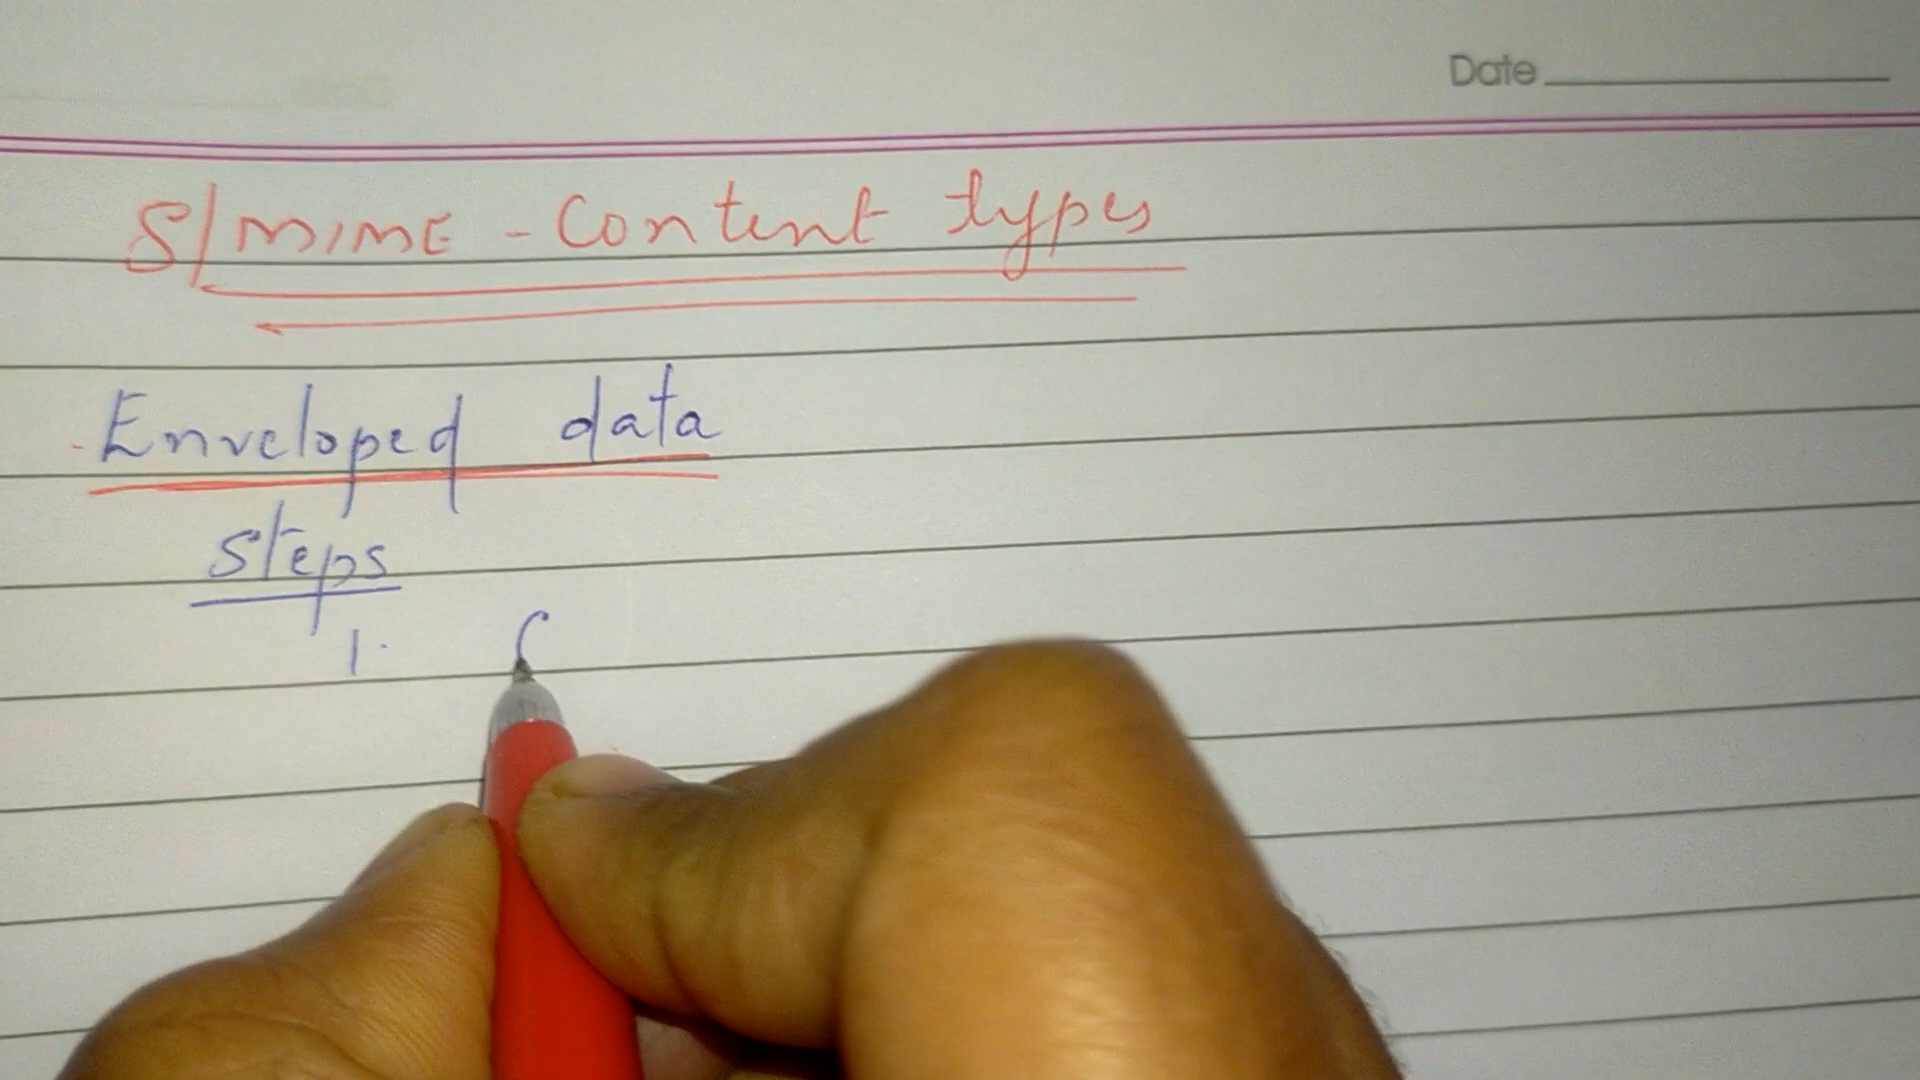 Date
S/MIME - Content types
- Enveloped data
Steps
1.